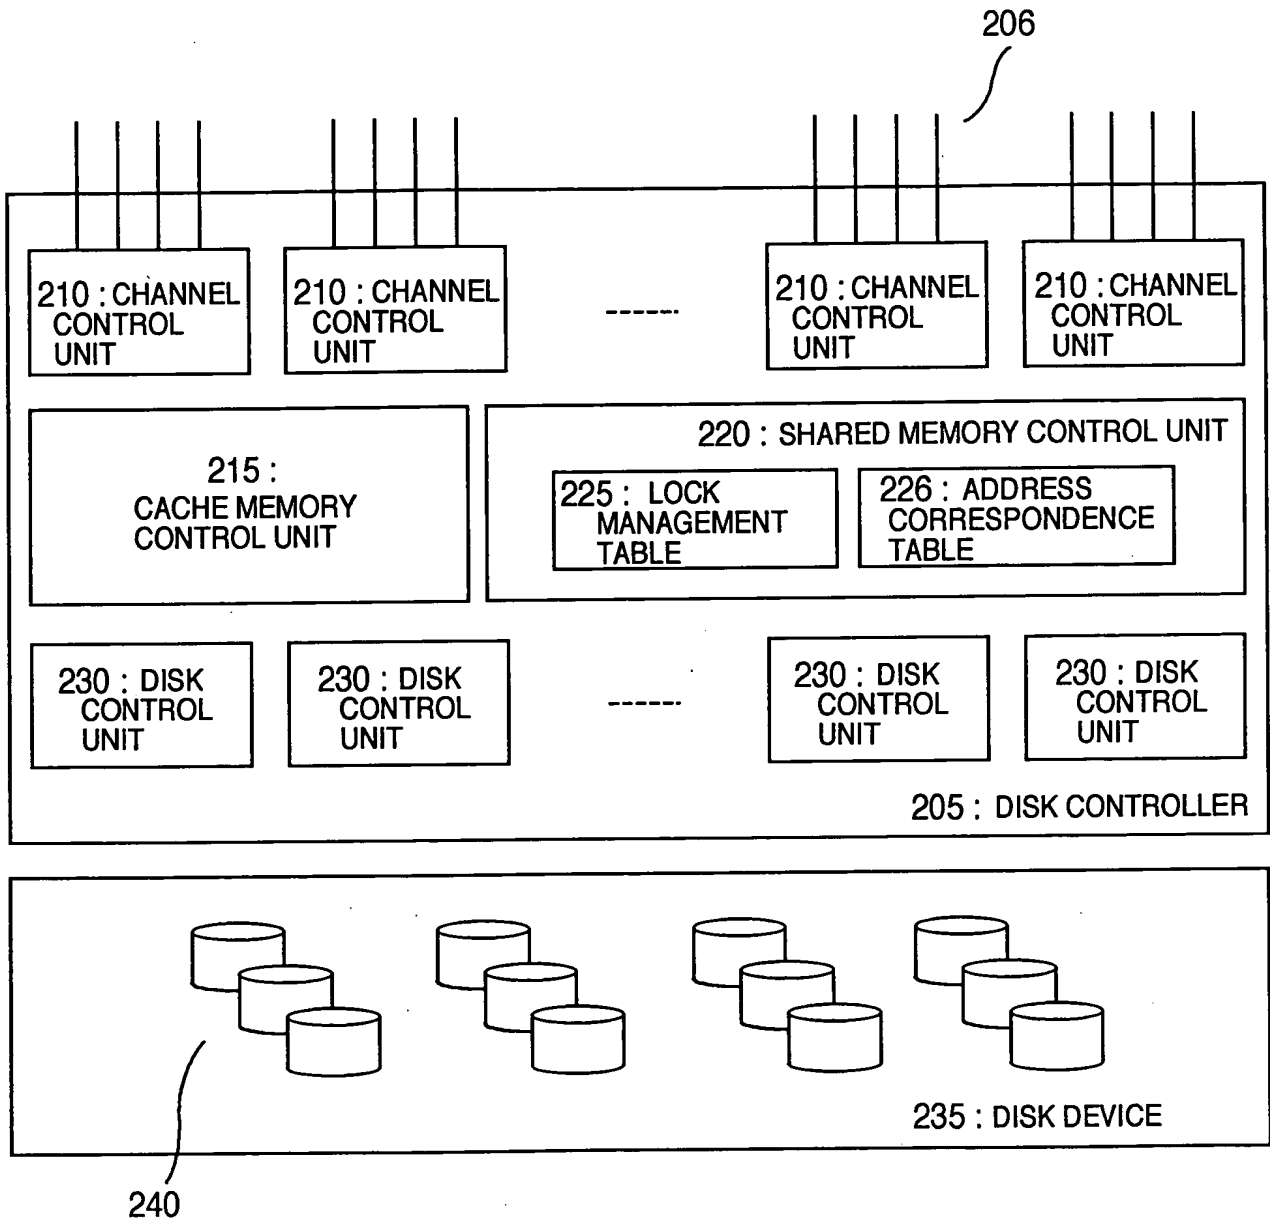 206
210 : CHANNEL
CONTROL
UNIT
210 : CHANNEL
CONTROL
UNIT
210 : CHANNEL
CONTROL
UNIT
210 : CHANNEL
CONTROL
UNIT
215 :
CACHE MEMORY
CONTROL UNIT
220 : SHARED MEMORY CONTROL UNIT
225 : LOCK
MANAGEMENT
TABLE
226 : ADDRESS
CORRESPONDENCE
TABLE
230 : DISK
CONTROL
UNIT
230 : DISK
CONTROL
UNIT
230 : DISK
CONTROL
UNIT
230 : DISK
CONTROL
UNIT
205 : DISK CONTROLLER
235 : DISK DEVICE
240